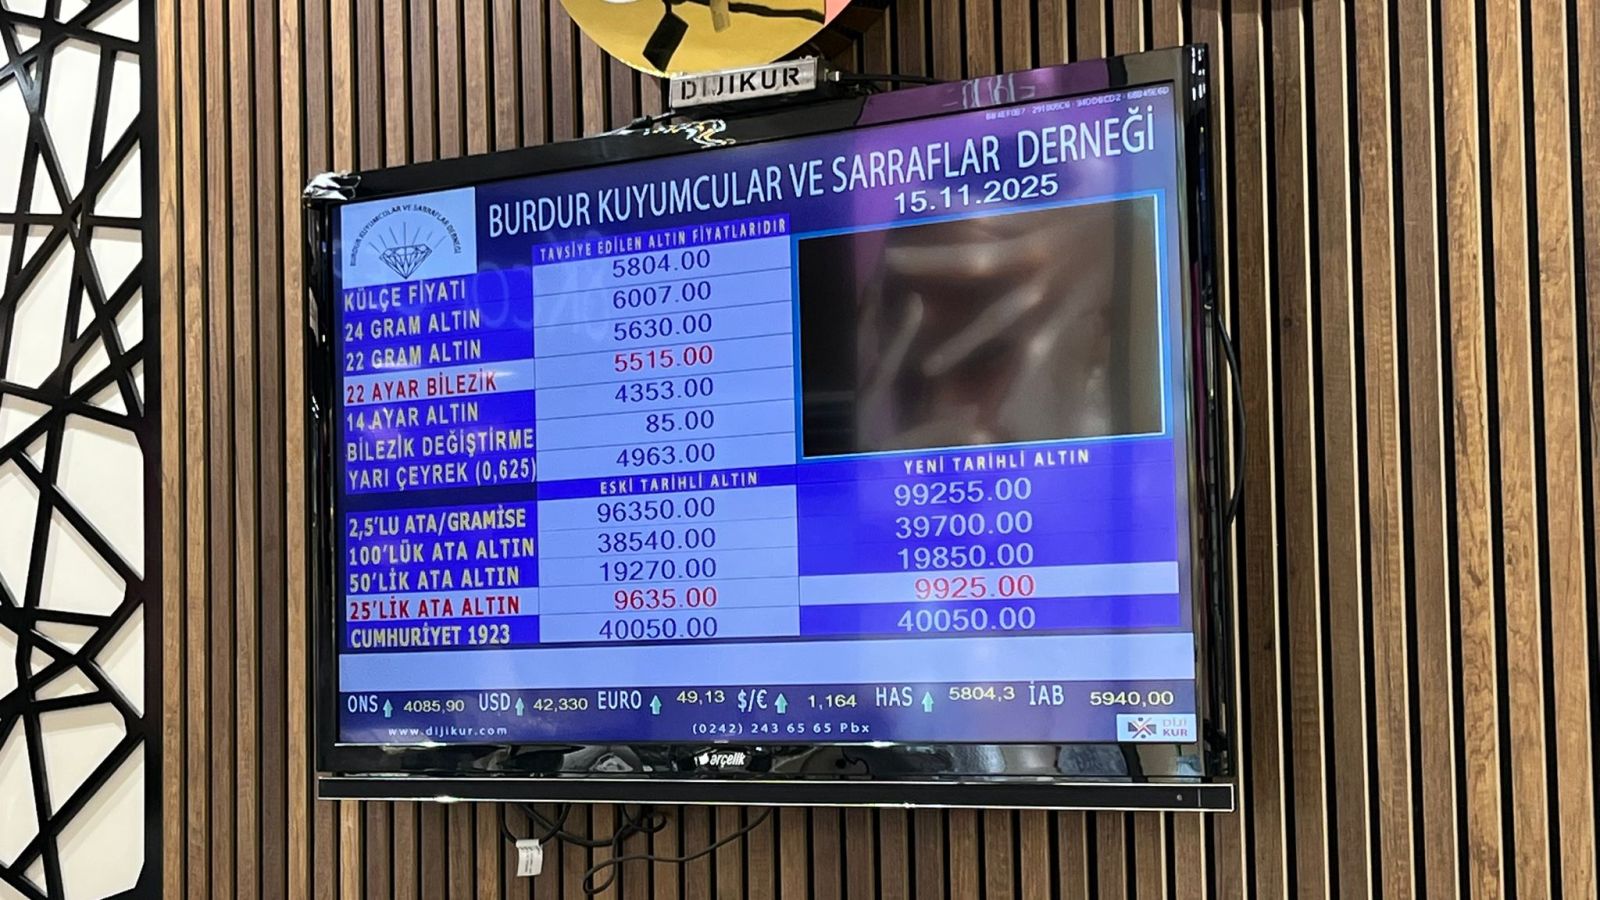 DIJIKUR
BURDUR KUYUMCULAR VE SARRAFLAR DERNEĞİ
15.11.2025
BURDUR KUYUMCULAR VE SARRAFLAR DERNEĞİ
TAVSİYE EDİLEN ALTIN FİYATLARIDIR
KÜLÇE FİYATI 5804.00
24 GRAM ALTIN 6007.00
22 GRAM ALTIN 5630.00
22 AYAR BİLEZİK 5515.00
14 AYAR ALTIN 4353.00
BİLEZİK DEĞİŞTİRME 85.00
YARI ÇEYREK (0,625) 4963.00
ESKİ TARİHLİ ALTIN YENİ TARİHLİ ALTIN
2,5'LU ATA/GRAMİSE 96350.00 99255.00
100'LÜK ATA ALTIN 38540.00 39700.00
50'LİK ATA ALTIN 19270.00 19850.00
25'LİK ATA ALTIN 9635.00 9925.00
CUMHURİYET 1923 40050.00 40050.00
ONS 4085,90 USD 42,330 EURO 49,13 $/€ 1,164 HAS 5804,3 İAB 5940,00
www.dijikur.com (0242) 243 65 65 Pbx DİJİ KUR
arçelik